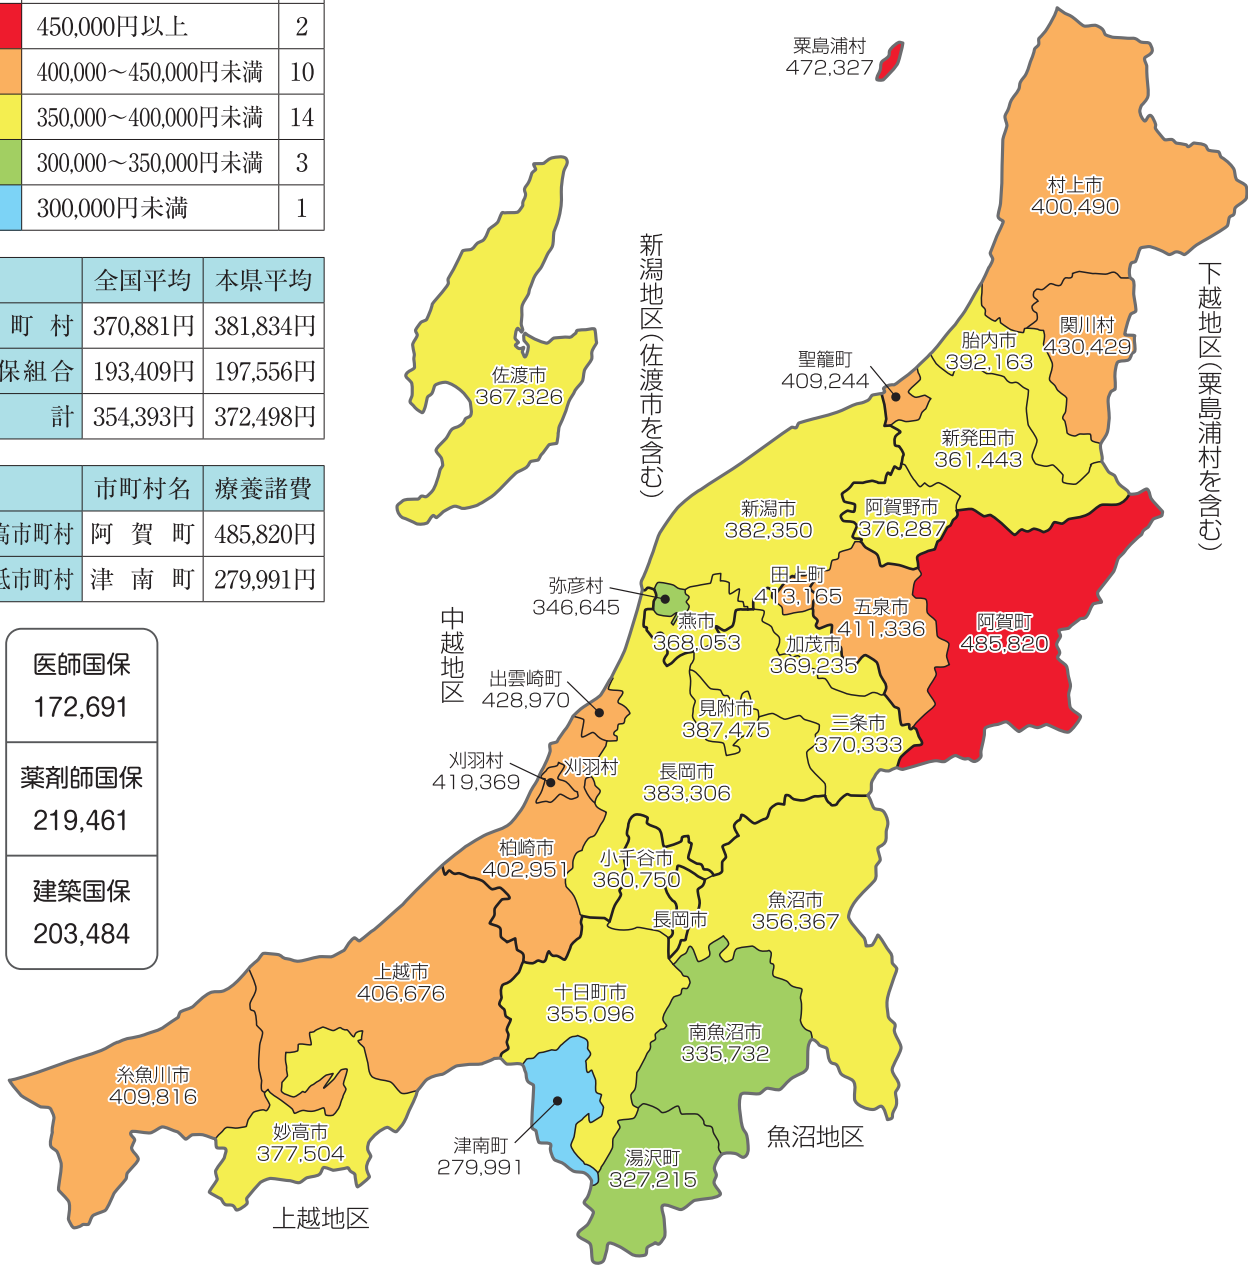 450,000円以上 2
400,000～450,000円未満 10
350,000～400,000円未満 14
300,000～350,000円未満 3
300,000円未満 1
全国平均 本県平均
町村 370,881円 381,834円
保組合 193,409円 197,556円
計 354,393円 372,498円
市町村名 療養諸費
高市町村 阿賀町 485,820円
低市町村 津南町 279,991円
医師国保
172,691
薬剤師国保
219,461
建築国保
203,484
粟島浦村
472,327
村上市
400,490
関川村
430,429
胎内市
392,163
聖籠町
409,244
新発田市
361,443
下越地区(粟島浦村を含む)
新潟地区(佐渡市を含む)
佐渡市
367,326
新潟市
382,350
阿賀野市
376,287
田上町
413,165
五泉市
411,336
阿賀町
485,820
弥彦村
346,645
燕市
368,053
加茂市
369,235
中越地区
出雲崎町
428,970
見附市
387,475
三条市
370,333
刈羽村
419,369
刈羽村
長岡市
383,306
柏崎市
402,951
小千谷市
360,750
長岡市
魚沼市
356,367
上越市
406,676
十日町市
355,096
南魚沼市
335,732
糸魚川市
409,816
妙高市
377,504
津南町
279,991
湯沢町
327,215
魚沼地区
上越地区